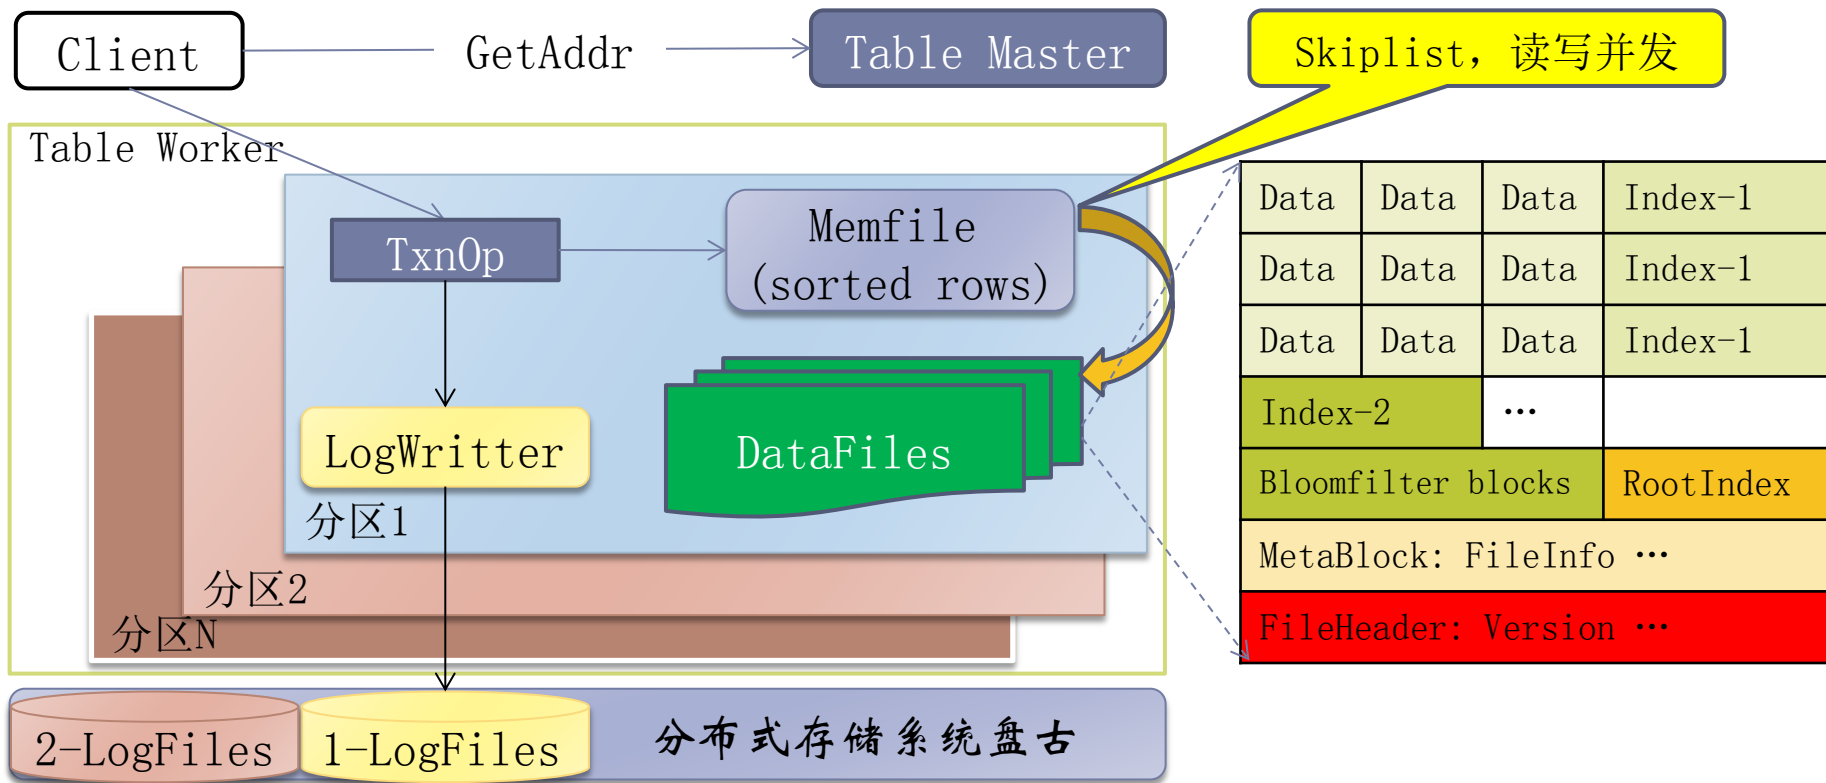 Client
GetAddr
Table Master
Skiplist，读写并发
Table Worker
TxnOp
Memfile
(sorted rows)
LogWritter
DataFiles
分区1
分区2
分区N
2-LogFiles
1-LogFiles
分布式存储系统盘古
Data Data Data Index-1
Data Data Data Index-1
Data Data Data Index-1
Index-2 …
Bloomfilter blocks RootIndex
MetaBlock: FileInfo …
FileHeader: Version …